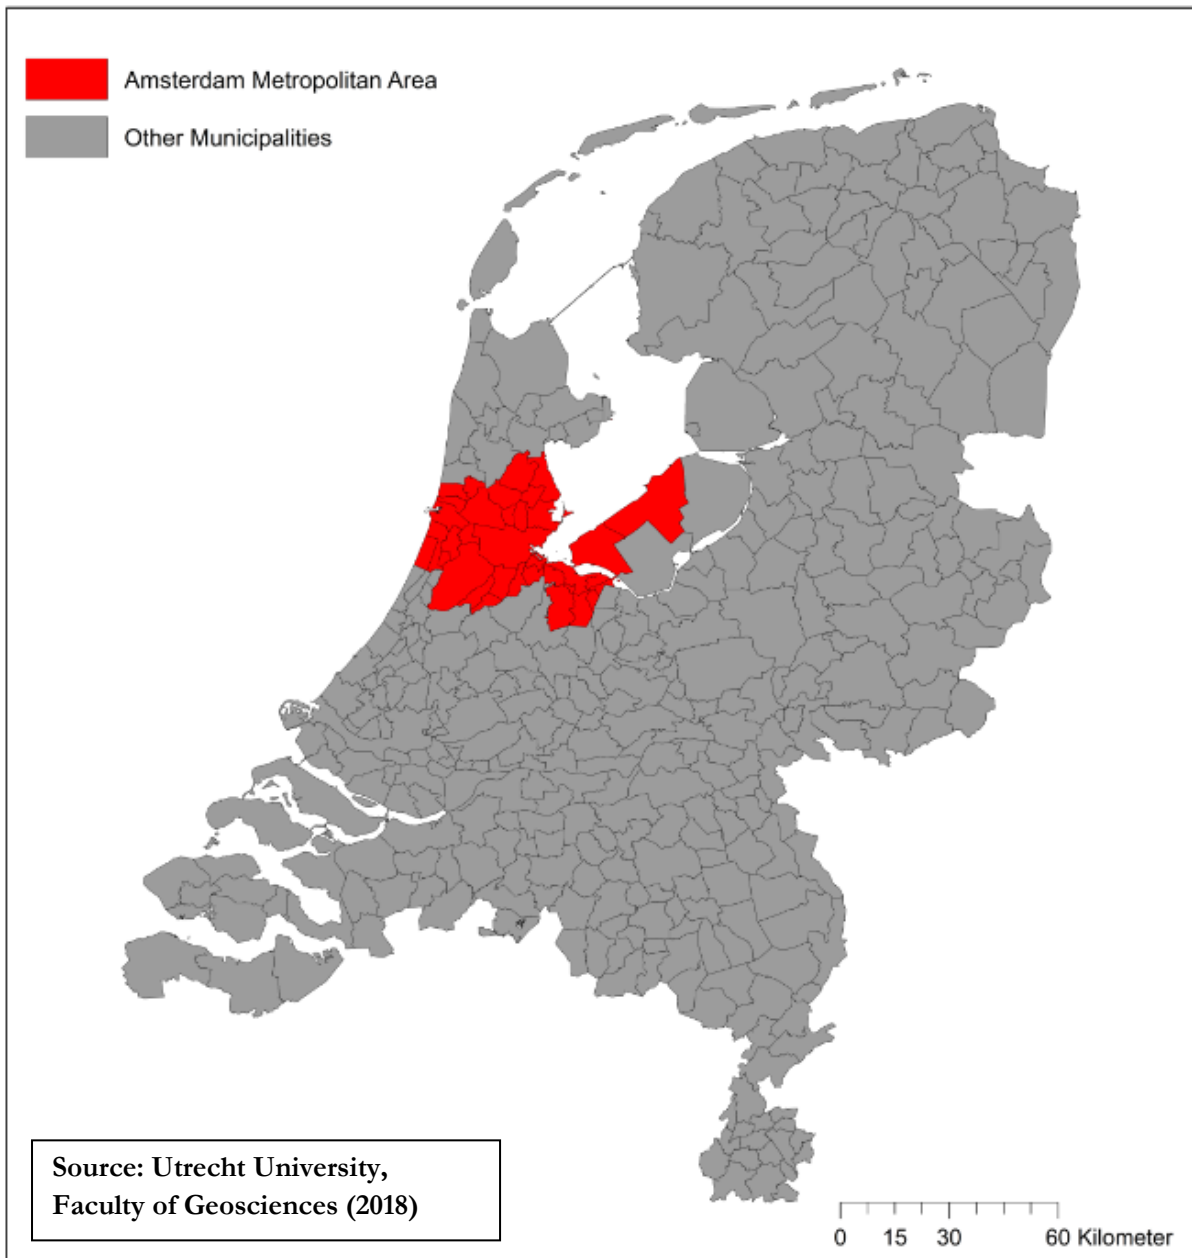 Amsterdam Metropolitan Area
Other Municipalities
Source: Utrecht University,
Faculty of Geosciences (2018)
0 15 30 60 Kilometer